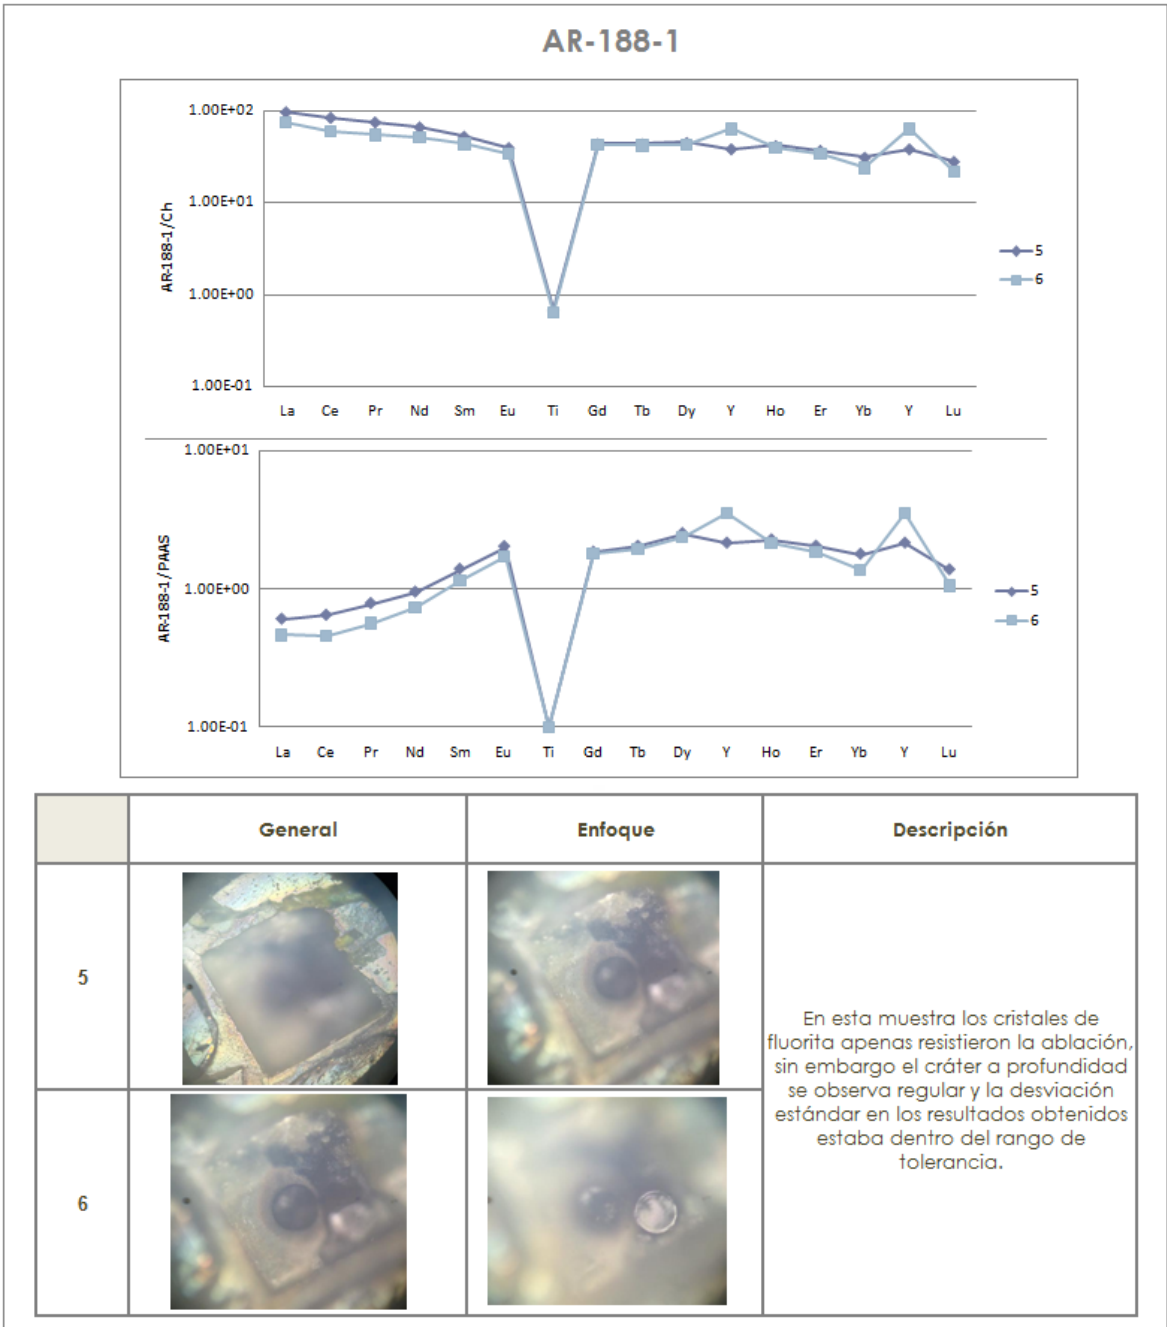 AR-188-1
1.00E+02
1.00E+01
1.00E+00
1.00E-01
AR-188-1/Ch
La Ce Pr Nd Sm Eu Ti Gd Tb Dy Y Ho Er Yb Y Lu
5
6
1.00E+01
1.00E+00
1.00E-01
AR-188-1/PAAS
La Ce Pr Nd Sm Eu Ti Gd Tb Dy Y Ho Er Yb Y Lu
5
6
General Enfoque Descripción
5
6
En esta muestra los cristales de
fluorita apenas resistieron la ablación,
sin embargo el cráter a profundidad
se observa regular y la desviación
estándar en los resultados obtenidos
estaba dentro del rango de
tolerancia.